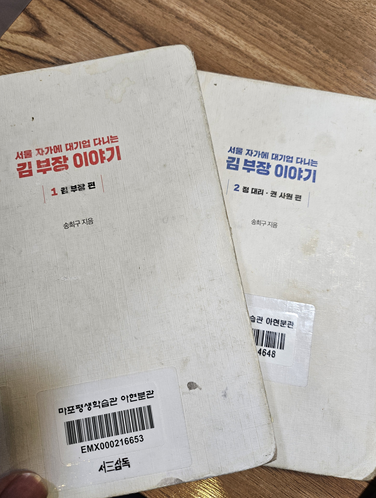 서울 자가에 대기업 다니는
김 부장 이야기
1 김 부장 편
송희구 지음
마포평생학습관 아현분관
EMX000216653
서삼독
서울 자가에 대기업 다니는
김 부장 이야기
2 정 대리 · 권 사원 편
송희구 지음
습관 아현분관
4648